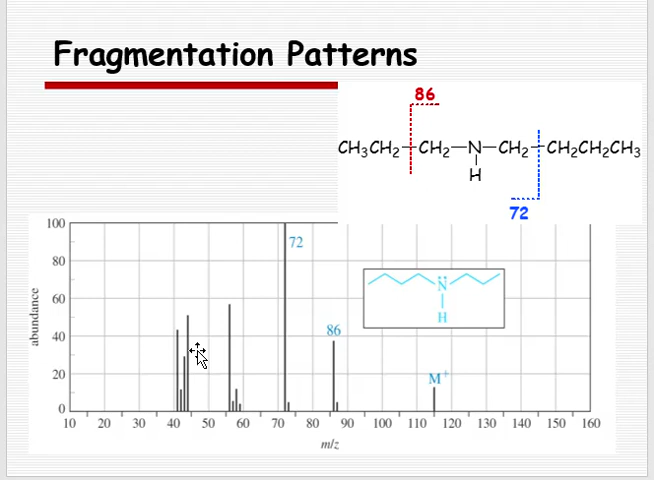 Fragmentation Patterns
86
CH₃CH₂—CH₂—N—CH₂—CH₂CH₂CH₃
H
72
100
80
60
40
20
0
abundance
72
86
M⁺
N̈
H
10 20 30 40 50 60 70 80 90 100 110 120 130 140 150 160
m/z